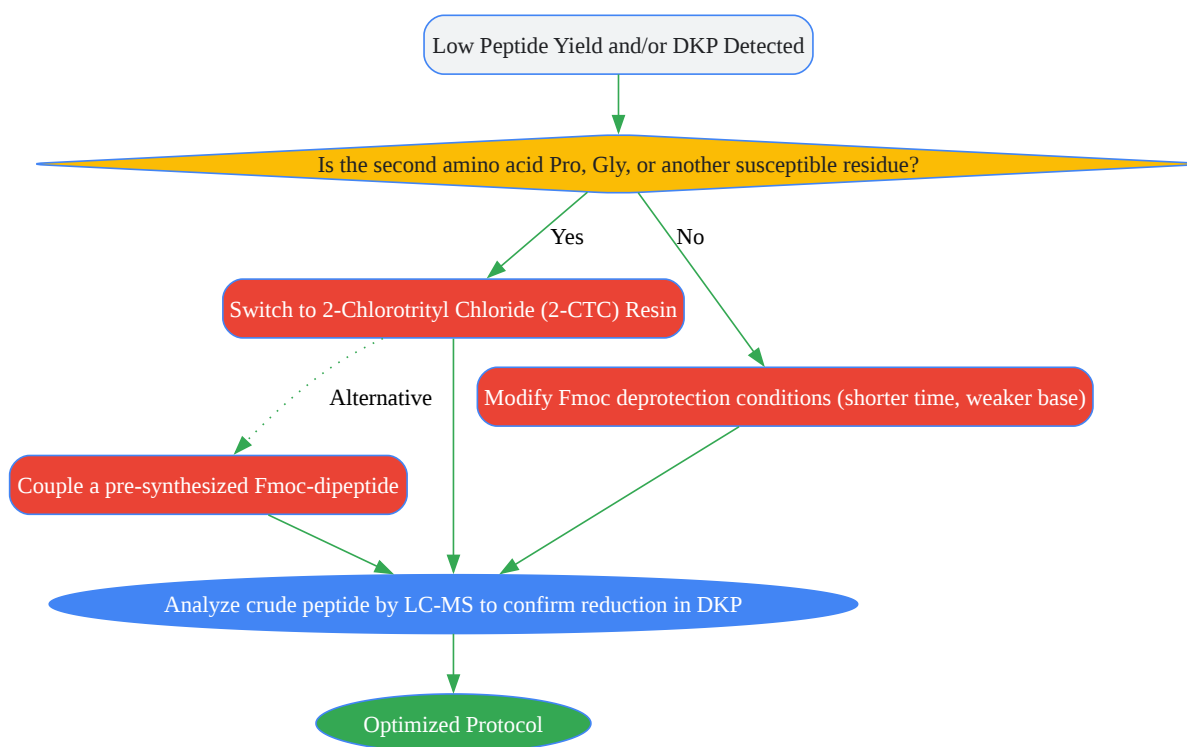 Low Peptide Yield and/or DKP Detected
Is the second amino acid Pro, Gly, or another susceptible residue?
Yes
No
Switch to 2-Chlorotrityl Chloride (2-CTC) Resin
Alternative
Modify Fmoc deprotection conditions (shorter time, weaker base)
Couple a pre-synthesized Fmoc-dipeptide
Analyze crude peptide by LC-MS to confirm reduction in DKP
Optimized Protocol